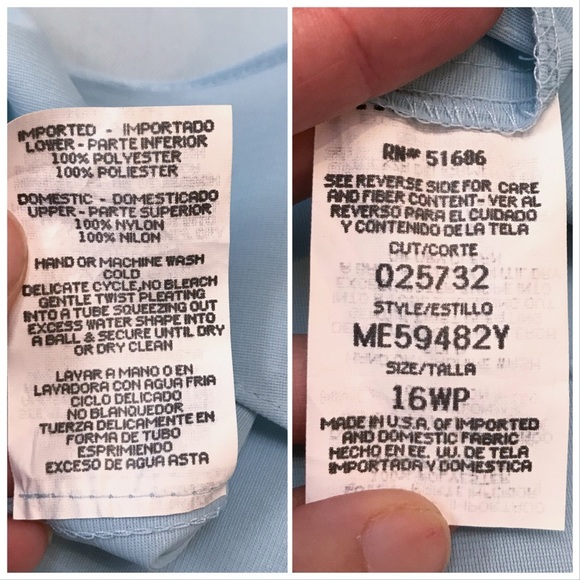 IMPORTED - IMPORTADO
LOWER - PARTE INFERIOR
100% POLYESTER
100% POLIESTER
DOMESTIC - DOMESTICADO
UPPER - PARTE SUPERIOR
100% NYLON
100% NILON
HAND OR MACHINE WASH
COLD
DELICATE CYCLE,NO BLEACH
GENTLE TWIST PLEATING
INTO A TUBE SQUEEZING OUT
EXCESS WATER SHAPE INTO
A BALL & SECURE UNTIL DRY
OR DRY CLEAN
LAVAR A MANO O EN
LAVADORA CON AGUA FRIA
CICLO DELICADO
NO BLANQUEDOR
TUERZA DELICAMENTE EN
FORMA DE TUBO
ESPRIMIENDO
EXCESO DE AGUA ASTA
RN# 51686
SEE REVERSE SIDE FOR CARE
AND FIBER CONTENT- VER AL
REVERSO PARA EL CUIDADO
Y CONTENIDO DE LA TELA
CUT/CORTE
025732
STYLE/ESTILLO
ME59482Y
SIZE/TALLA
16WP
MADE IN U.S.A. OF IMPORTED
AND DOMESTIC FABRIC
HECHO EN EE. UU. DE TELA
IMPORTADA Y DOMESTICA